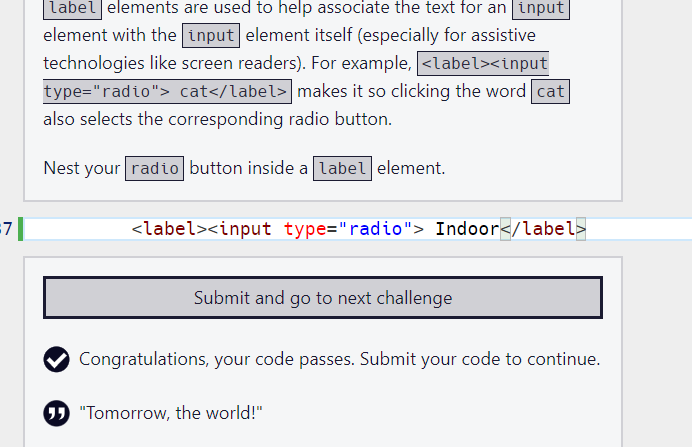 label elements are used to help associate the text for an input
element with the input element itself (especially for assistive
technologies like screen readers). For example, <label><input
type="radio"> cat</label> makes it so clicking the word cat
also selects the corresponding radio button.
Nest your radio button inside a label element.
37 <label><input type="radio"> Indoor</label>
Submit and go to next challenge
Congratulations, your code passes. Submit your code to continue.
"Tomorrow, the world!"